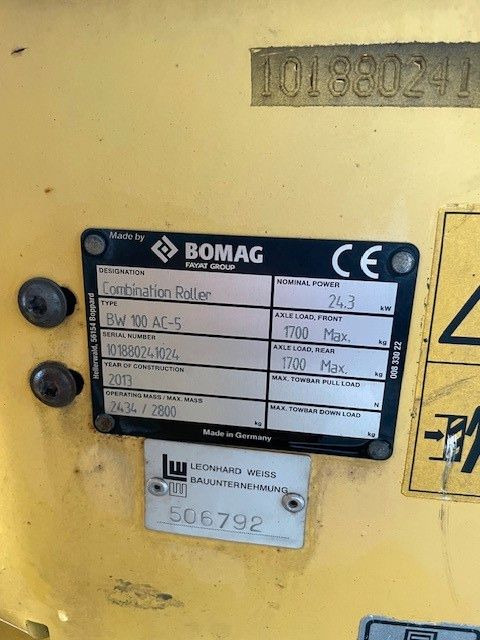 101880241
Made by
BOMAG
FAYAT GROUP
CE
DESIGNATION
Combination Roller
NOMINAL POWER
24.3 kW
TYPE
BW 100 AC-5
AXLE LOAD, FRONT
1700 Max. kg
SERIAL NUMBER
101880241024
AXLE LOAD, REAR
1700 Max. kg
YEAR OF CONSTRUCTION
2013
MAX. TOWBAR PULL LOAD
N
OPERATING MASS / MAX. MASS
2434 / 2800 kg
MAX. TOWBAR DOWN LOAD
kg
Made in Germany
Hellerwald, 56154 Boppard
008 330 22
LEONHARD WEISS
BAUUNTERNEHMUNG
506792